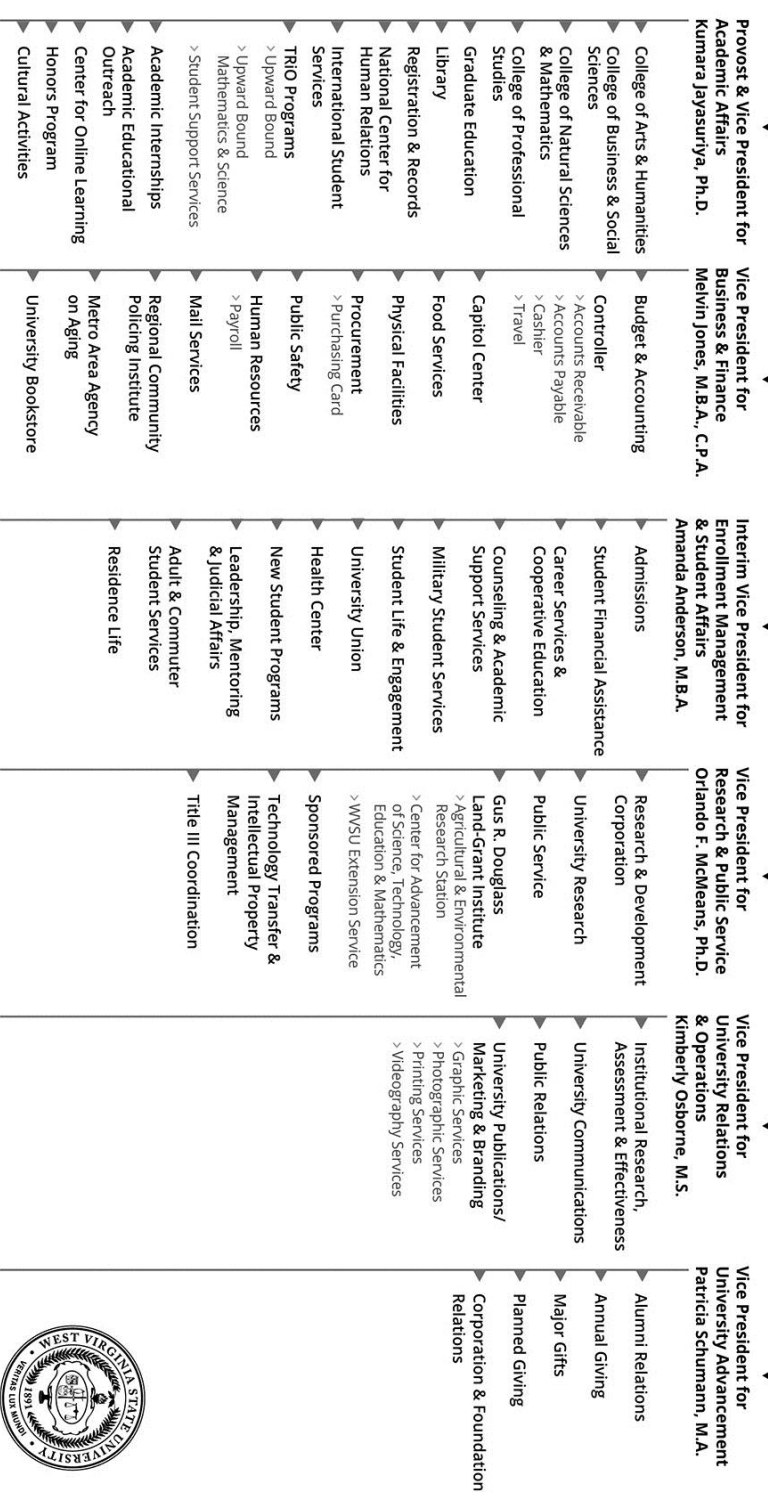 Provost & Vice President for
Academic Affairs
Kumara Jayasuriya, Ph.D.
College of Arts & Humanities
College of Business & Social
Sciences
College of Natural Sciences
& Mathematics
College of Professional
Studies
Graduate Education
Library
Registration & Records
National Center for
Human Relations
International Student
Services
TRiO Programs
> Upward Bound
> Upward Bound
Mathematics & Science
> Student Support Services
Academic Internships
Academic Educational
Outreach
Center for Online Learning
Honors Program
Cultural Activities
Vice President for
Business & Finance
Melvin Jones, M.B.A., C.P.A.
Budget & Accounting
Controller
> Accounts Receivable
> Accounts Payable
> Cashier
> Travel
Capitol Center
Food Services
Physical Facilities
Procurement
> Purchasing Card
Public Safety
Human Resources
> Payroll
Mail Services
Regional Community
Policing Institute
Metro Area Agency
on Aging
University Bookstore
Interim Vice President for
Enrollment Management
& Student Affairs
Amanda Anderson, M.B.A.
Admissions
Student Financial Assistance
Career Services &
Cooperative Education
Counseling & Academic
Support Services
Military Student Services
Student Life & Engagement
University Union
Health Center
New Student Programs
Leadership, Mentoring
& Judicial Affairs
Adult & Commuter
Student Services
Residence Life
Vice President for
Research & Public Service
Orlando F. McMeans, Ph.D.
Research & Development
Corporation
University Research
Public Service
Gus R. Douglass
Land-Grant Institute
> Agricultural & Environmental
Research Station
> Center for Advancement
of Science, Technology,
Education & Mathematics
> WVSU Extension Service
Sponsored Programs
Technology Transfer &
Intellectual Property
Management
Title III Coordination
Vice President for
University Relations
& Operations
Kimberly Osborne, M.S.
Institutional Research,
Assessment & Effectiveness
University Communications
Public Relations
University Publications/
Marketing & Branding
> Graphic Services
> Photographic Services
> Printing Services
> Videography Services
Vice President for
University Advancement
Patricia Schumann, M.A.
Alumni Relations
Annual Giving
Major Gifts
Planned Giving
Corporation & Foundation
Relations
WEST VIRGINIA STATE UNIVERSITY
1891
VERITAS LUX MUNDI